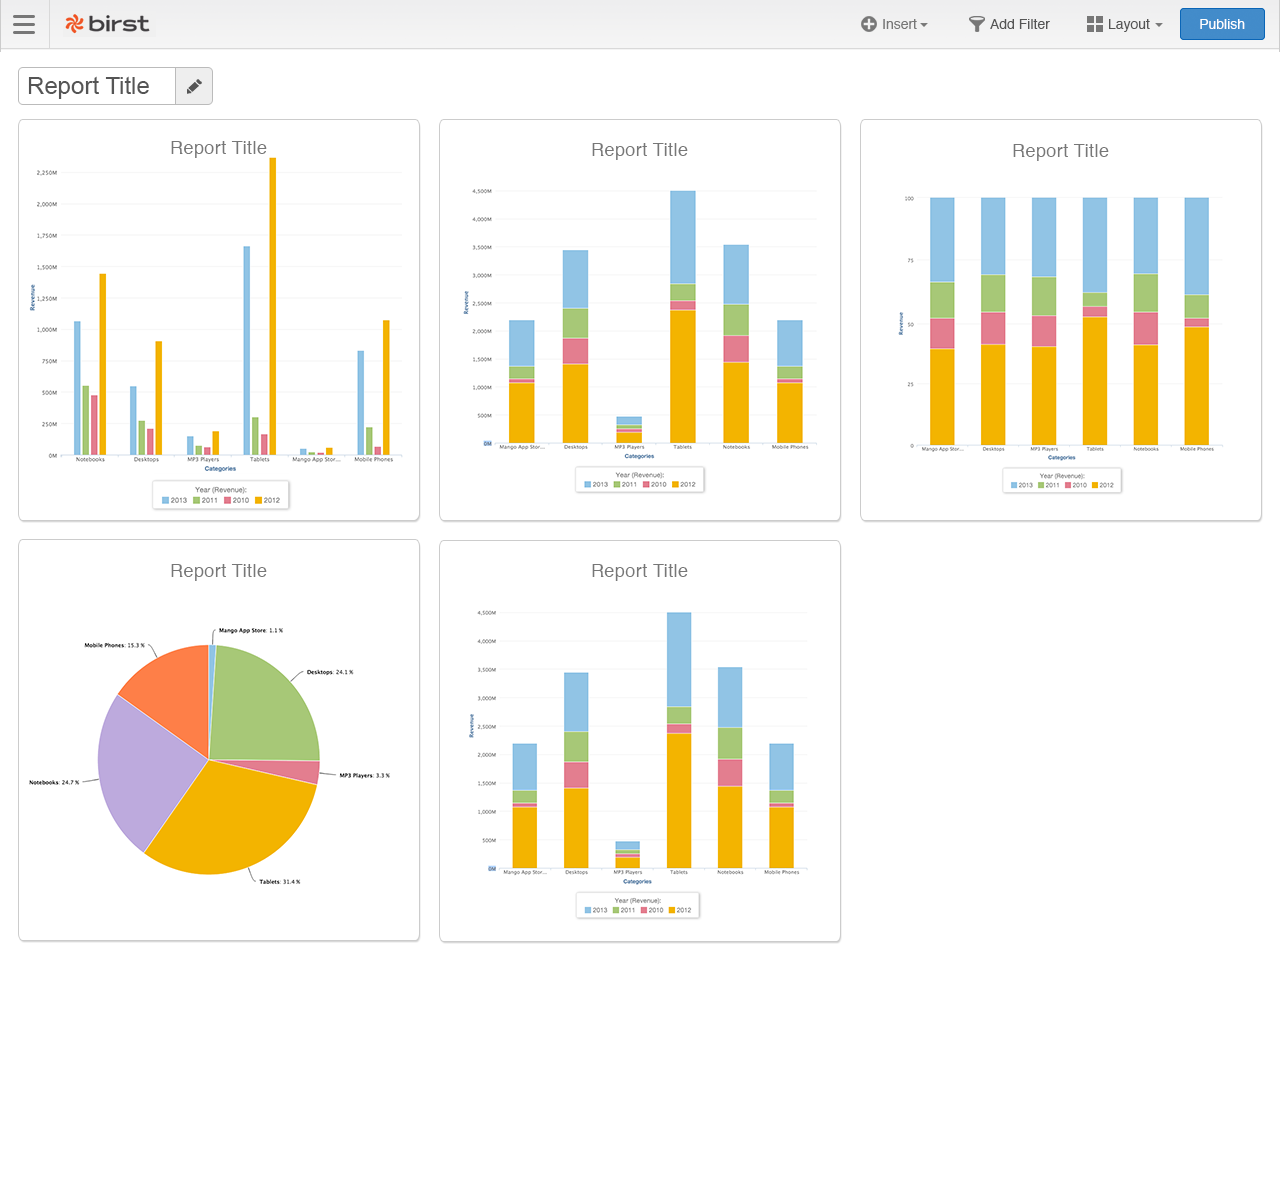 birst
Insert
Add Filter
Layout
Publish
Report Title
Report Title
2,250M
2,000M
1,750M
1,500M
1,250M
1,000M
750M
500M
250M
0M
Revenue
Notebooks Desktops MP3 Players Tablets Mango App Stor... Mobile Phones
Categories
Year (Revenue):
2013 2011 2010 2012
Report Title
4,500M
4,000M
3,500M
3,000M
2,500M
2,000M
1,500M
1,000M
500M
0M
Revenue
Mango App Stor... Desktops MP3 Players Tablets Notebooks Mobile Phones
Categories
Year (Revenue):
2013 2011 2010 2012
Report Title
100
75
50
25
0
Revenue
Mango App Stor... Desktops MP3 Players Tablets Notebooks Mobile Phones
Categories
Year (Revenue):
2013 2011 2010 2012
Report Title
Mango App Store: 1.1 %
Mobile Phones: 15.3 %
Desktops: 24.1 %
MP3 Players: 3.3 %
Notebooks: 24.7 %
Tablets: 31.4 %
Report Title
4,500M
4,000M
3,500M
3,000M
2,500M
2,000M
1,500M
1,000M
500M
0M
Revenue
Mango App Stor... Desktops MP3 Players Tablets Notebooks Mobile Phones
Categories
Year (Revenue):
2013 2011 2010 2012